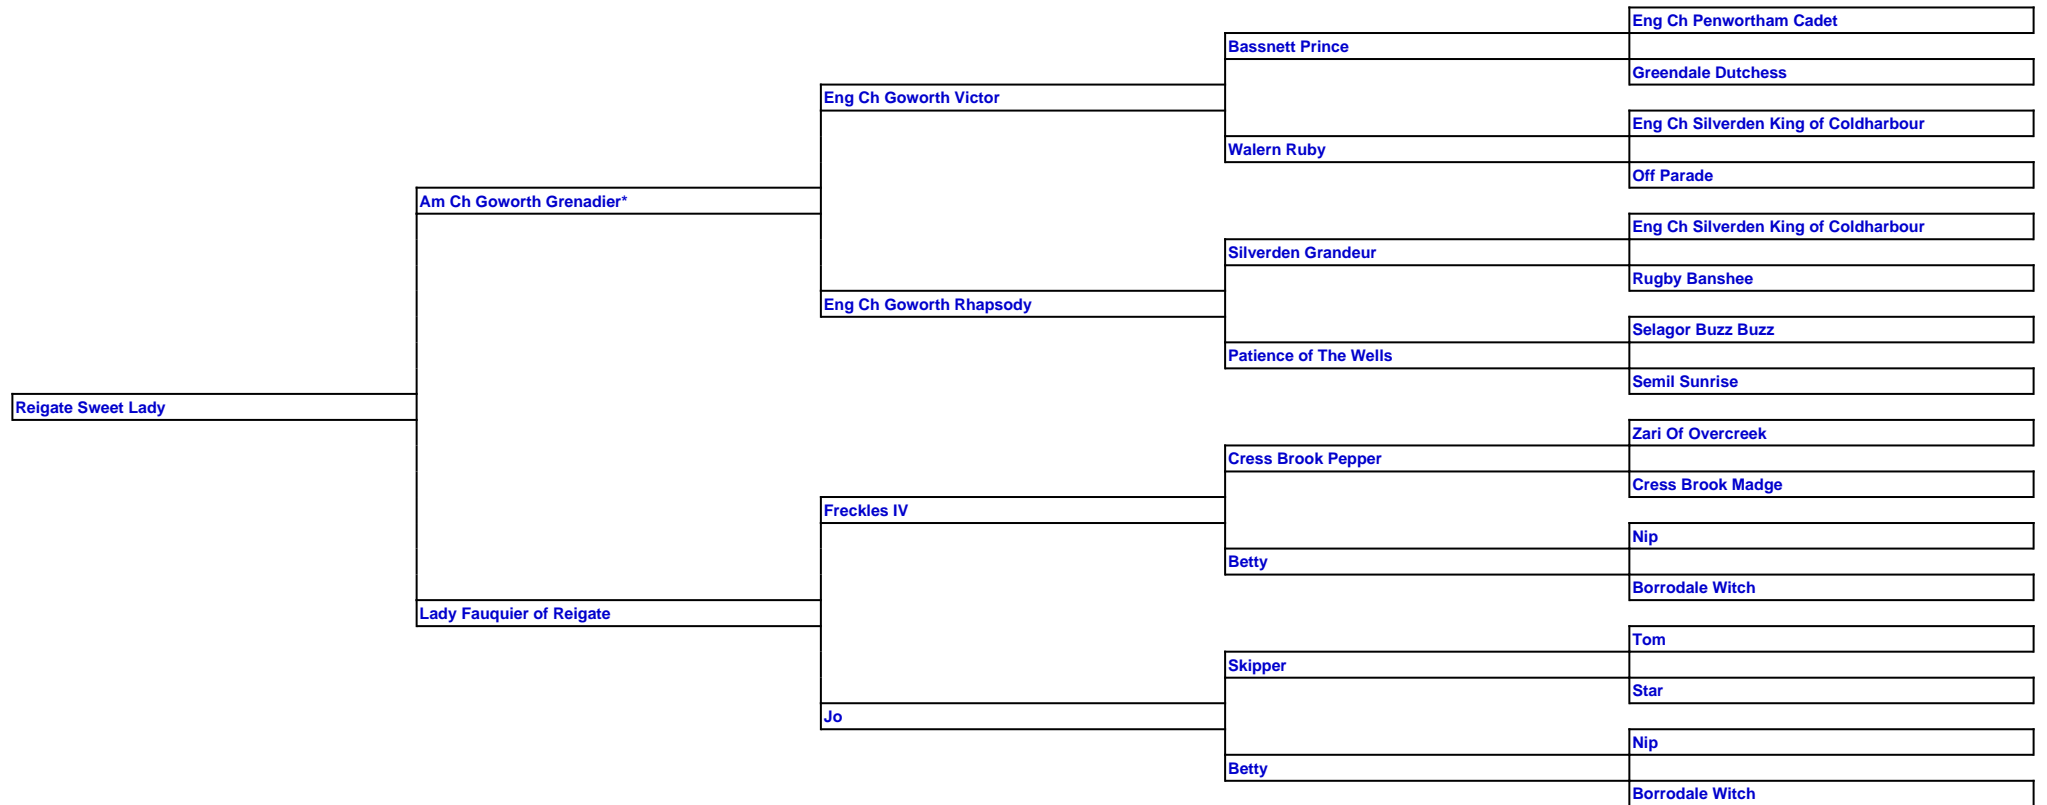 Eng Ch Penwortham Cadet
Bassnett Prince
Greendale Dutchess
Eng Ch Goworth Victor
Eng Ch Silverden King of Coldharbour
Walern Ruby
Off Parade
Am Ch Goworth Grenadier*
Eng Ch Silverden King of Coldharbour
Silverden Grandeur
Rugby Banshee
Eng Ch Goworth Rhapsody
Selagor Buzz Buzz
Patience of The Wells
Semil Sunrise
Reigate Sweet Lady
Zari Of Overcreek
Cress Brook Pepper
Cress Brook Madge
Freckles IV
Nip
Betty
Borrodale Witch
Lady Fauquier of Reigate
Tom
Skipper
Star
Jo
Nip
Betty
Borrodale Witch